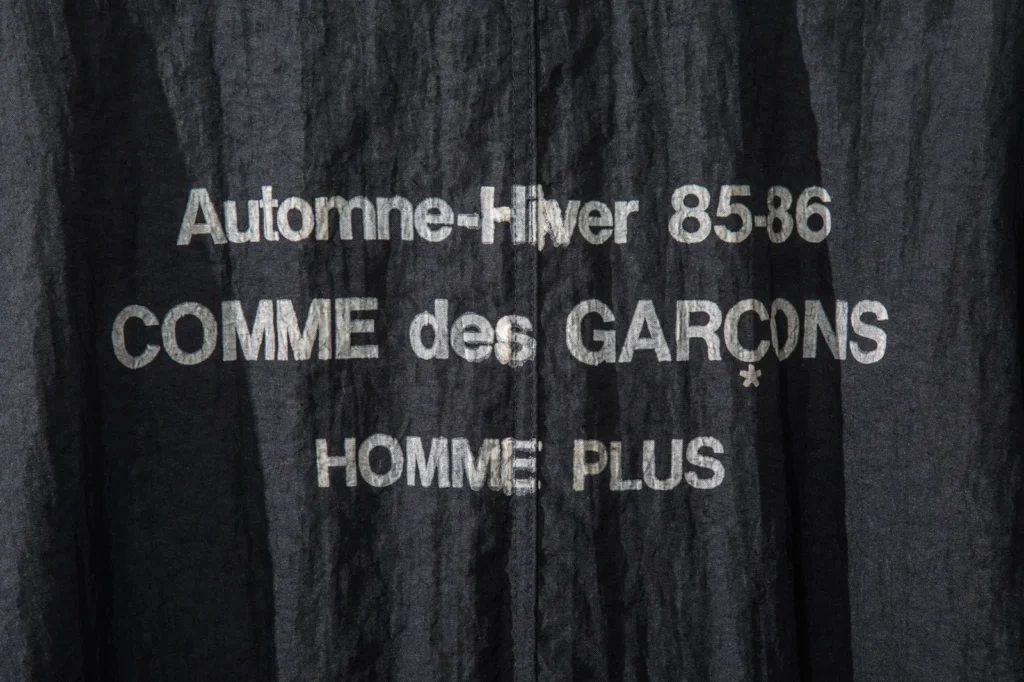 Automne-Hiver 85-86
COMME des GARÇONS
HOMME PLUS